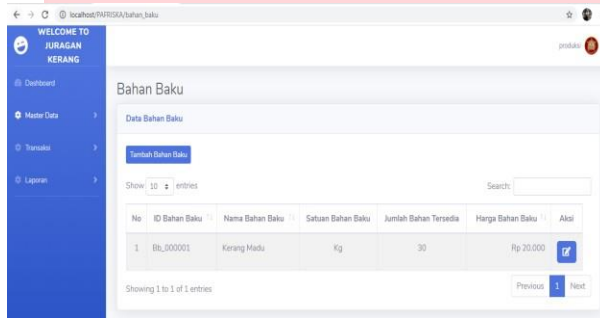 localhost/PAFRISKA/bahan_baku
WELCOME TO
JURAGAN
KERANG
produksi
Dashboard
Master Data
Transaksi
Laporan
Bahan Baku
Data Bahan Baku
Tambah Bahan Baku
Show 10 entries
Search:
No ID Bahan Baku Nama Bahan Baku Satuan Bahan Baku Jumlah Bahan Tersedia Harga Bahan Baku Aksi
1 Bb_000001 Kerang Madu Kg 30 Rp 20.000
Showing 1 to 1 of 1 entries
Previous 1 Next